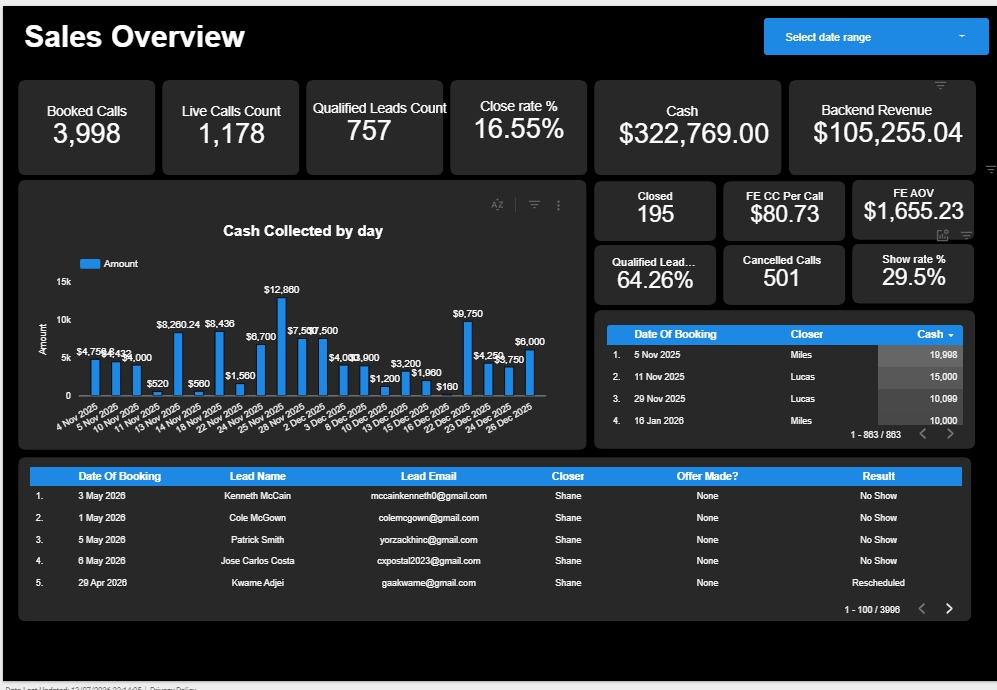 Sales Overview
Select date range
Booked Calls
3,998
Live Calls Count
1,178
Qualified Leads Count
757
Close rate %
16.55%
Cash
$322,769.00
Backend Revenue
$105,255.04
Closed
195
FE CC Per Call
$80.73
FE AOV
$1,655.23
Qualified Lead...
64.26%
Cancelled Calls
501
Show rate %
29.5%
Cash Collected by day
Amount
Amount
15k
10k
5k
0
$4,000
$520
$8,260.24
$560
$8,436
$1,560
$6,700
$12,860
$7,500
$7,500
$3,900
$1,200
$3,200
$1,960
$160
$9,750
$4,250
$3,750
$6,000
4 Nov 2025
5 Nov 2025
10 Nov 2025
11 Nov 2025
13 Nov 2025
14 Nov 2025
18 Nov 2025
22 Nov 2025
24 Nov 2025
25 Nov 2025
28 Nov 2025
2 Dec 2025
3 Dec 2025
8 Dec 2025
10 Dec 2025
13 Dec 2025
15 Dec 2025
16 Dec 2025
22 Dec 2025
23 Dec 2025
24 Dec 2025
26 Dec 2025
Date Of Booking Closer Cash
1. 5 Nov 2025 Miles 19,998
2. 11 Nov 2025 Lucas 15,000
3. 29 Nov 2025 Lucas 10,099
4. 16 Jan 2026 Miles 10,000
1 - 863 / 863
Date Of Booking Lead Name Lead Email Closer Offer Made? Result
1. 3 May 2026 Kenneth McCain mccainkenneth0@gmail.com Shane None No Show
2. 1 May 2026 Cole McGown colemcgown@gmail.com Shane None No Show
3. 5 May 2026 Patrick Smith yorzackhinc@gmail.com Shane None No Show
4. 6 May 2026 Jose Carlos Costa cxpostal2023@gmail.com Shane None No Show
5. 29 Apr 2026 Kwame Adjei gaakwame@gmail.com Shane None Rescheduled
1 - 100 / 3996